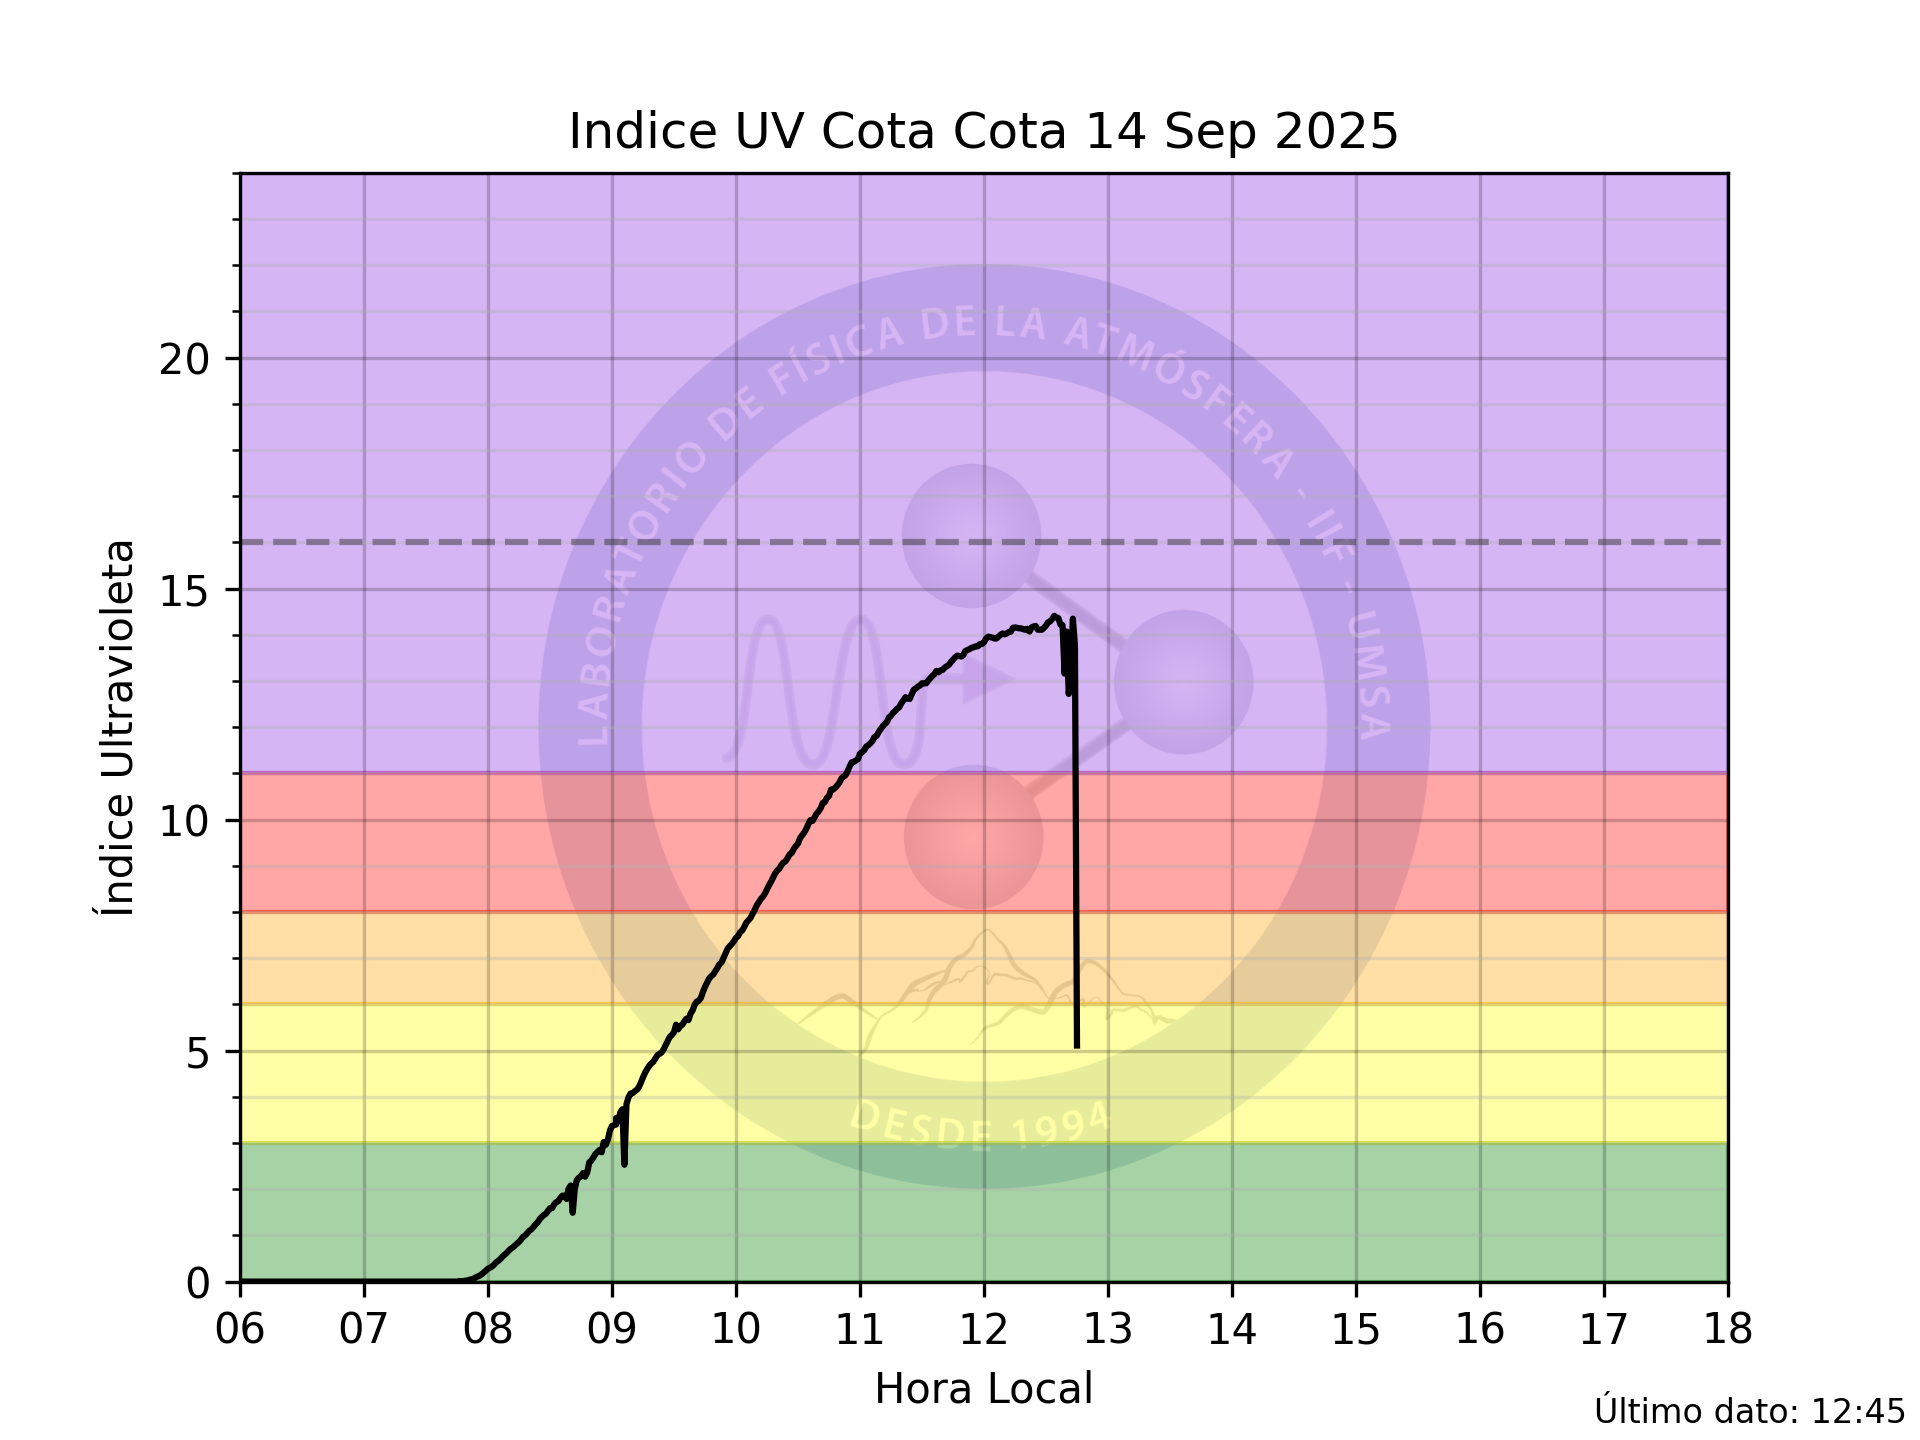 Indice UV Cota Cota 14 Sep 2025
Índice Ultravioleta
20
15
10
5
0
LABORATORIO DE FÍSICA DE LA ATMÓSFERA - IIF - UMSA
DESDE 1994
06 07 08 09 10 11 12 13 14 15 16 17 18
Hora Local
Último dato: 12:45